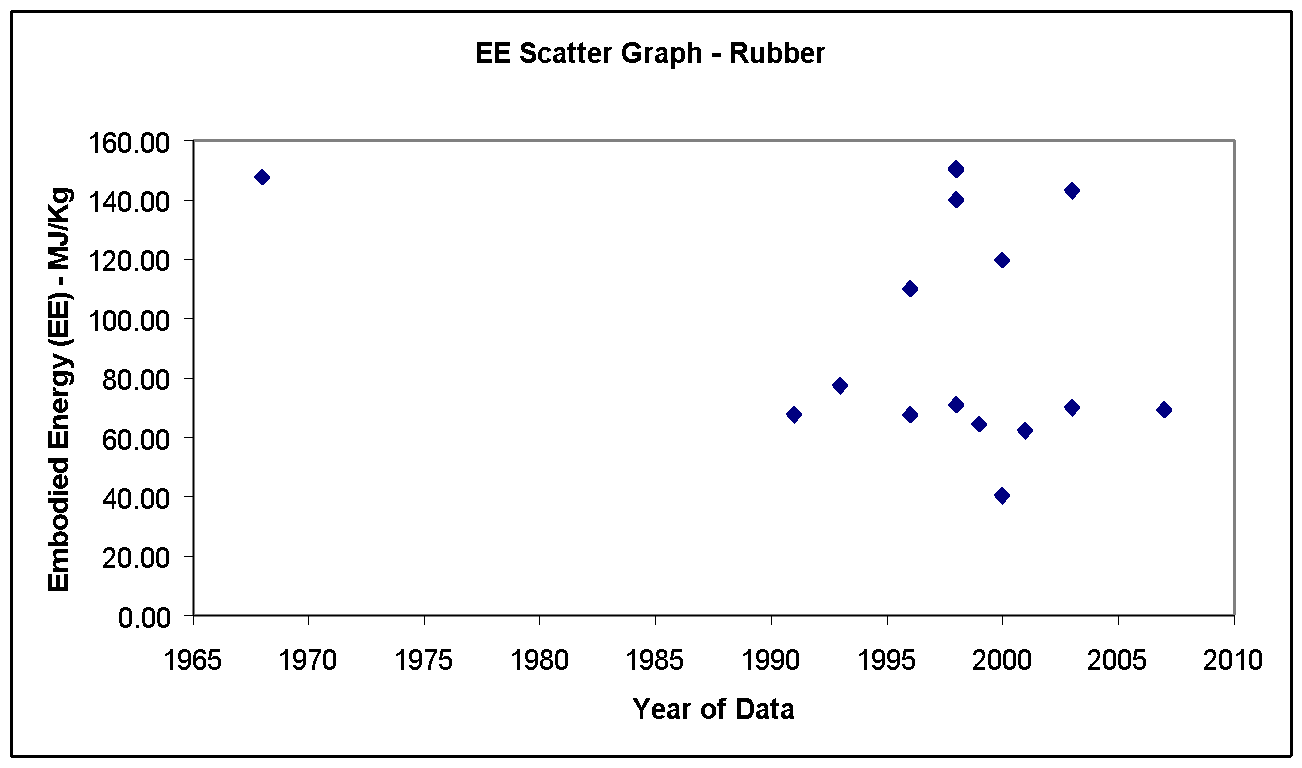 EE Scatter Graph - Rubber
Embodied Energy (EE) - MJ/Kg
160.00
140.00
120.00
100.00
80.00
60.00
40.00
20.00
0.00
1965 1970 1975 1980 1985 1990 1995 2000 2005 2010
Year of Data